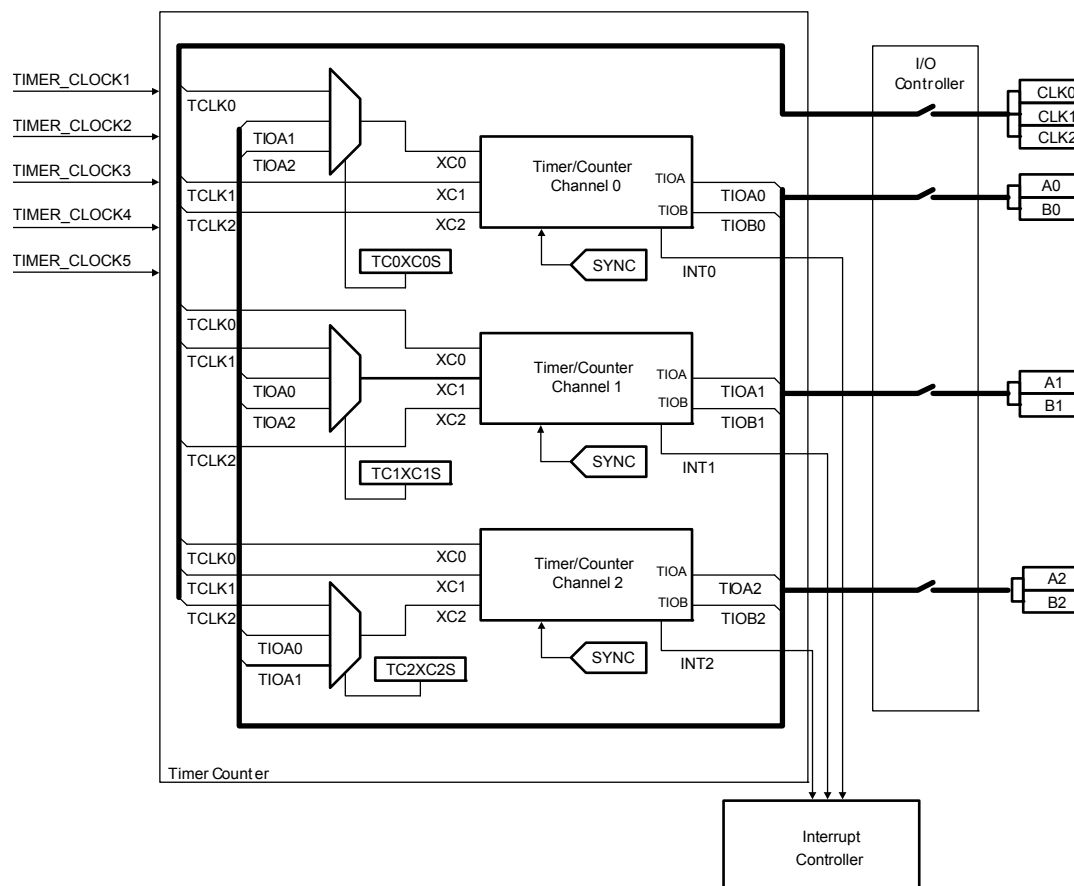 TIMER_CLOCK1
TIMER_CLOCK2
TIMER_CLOCK3
TIMER_CLOCK4
TIMER_CLOCK5
TCLK0
TIOA1
TIOA2
TCLK1
TCLK2
XC0
XC1
XC2
TC0XC0S
Timer/Counter
Channel 0
TIOA
TIOB
TIOA0
TIOB0
SYNC
INT0
TCLK0
TCLK1
TIOA0
TIOA2
TCLK2
XC0
XC1
XC2
TC1XC1S
Timer/Counter
Channel 1
TIOA
TIOB
TIOA1
TIOB1
SYNC
INT1
TCLK0
TCLK1
TCLK2
TIOA0
TIOA1
XC0
XC1
XC2
TC2XC2S
Timer/Counter
Channel 2
TIOA
TIOB
TIOA2
TIOB2
SYNC
INT2
Timer Counter
I/O
Controller
CLK0
CLK1
CLK2
A0
B0
A1
B1
A2
B2
Interrupt
Controller